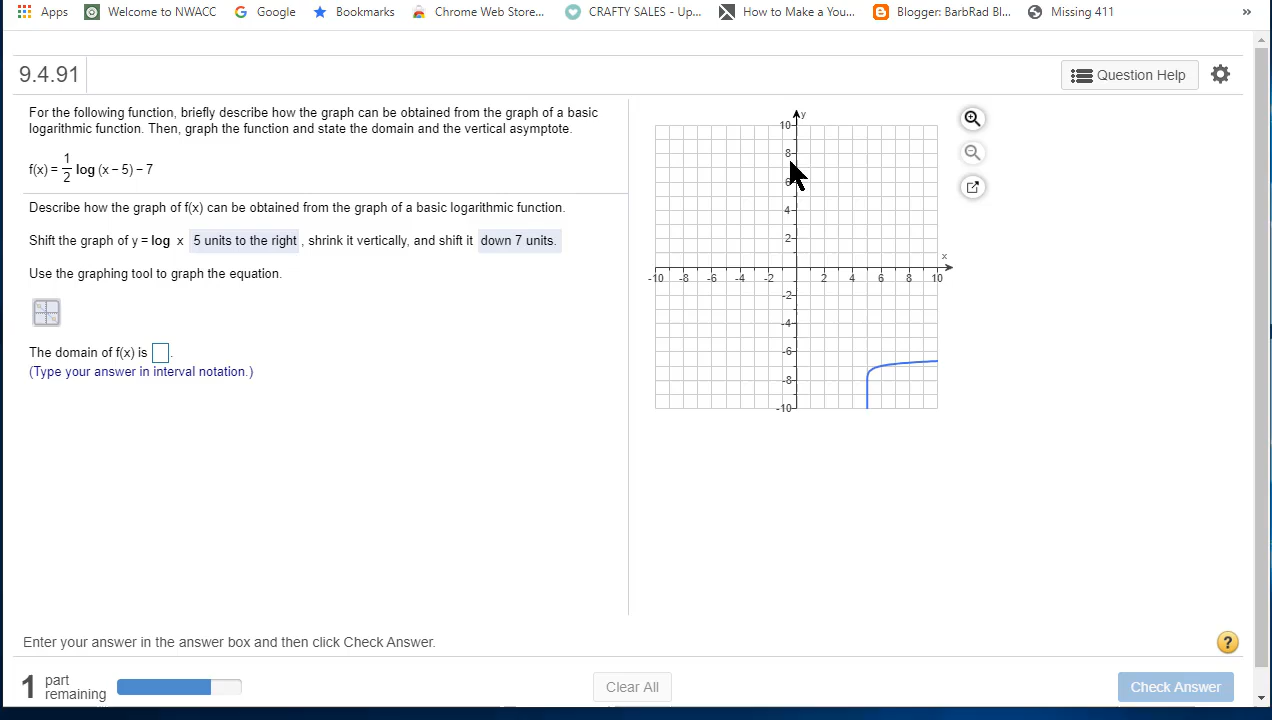 Apps Welcome to NWACC Google Bookmarks Chrome Web Store... CRAFTY SALES - Up... How to Make a You... Blogger: BarbRad Bl... Missing 411 »
9.4.91
Question Help
For the following function, briefly describe how the graph can be obtained from the graph of a basic
logarithmic function. Then, graph the function and state the domain and the vertical asymptote.
f(x) = 1/2 log (x − 5) − 7
Describe how the graph of f(x) can be obtained from the graph of a basic logarithmic function.
Shift the graph of y = log x 5 units to the right , shrink it vertically, and shift it down 7 units.
Use the graphing tool to graph the equation.
The domain of f(x) is .
(Type your answer in interval notation.)
y
10
8
6
4
2
x
-10 -8 -6 -4 -2 2 4 6 8 10
-2
-4
-6
-8
-10
Enter your answer in the answer box and then click Check Answer.
?
1 part
remaining
Clear All
Check Answer